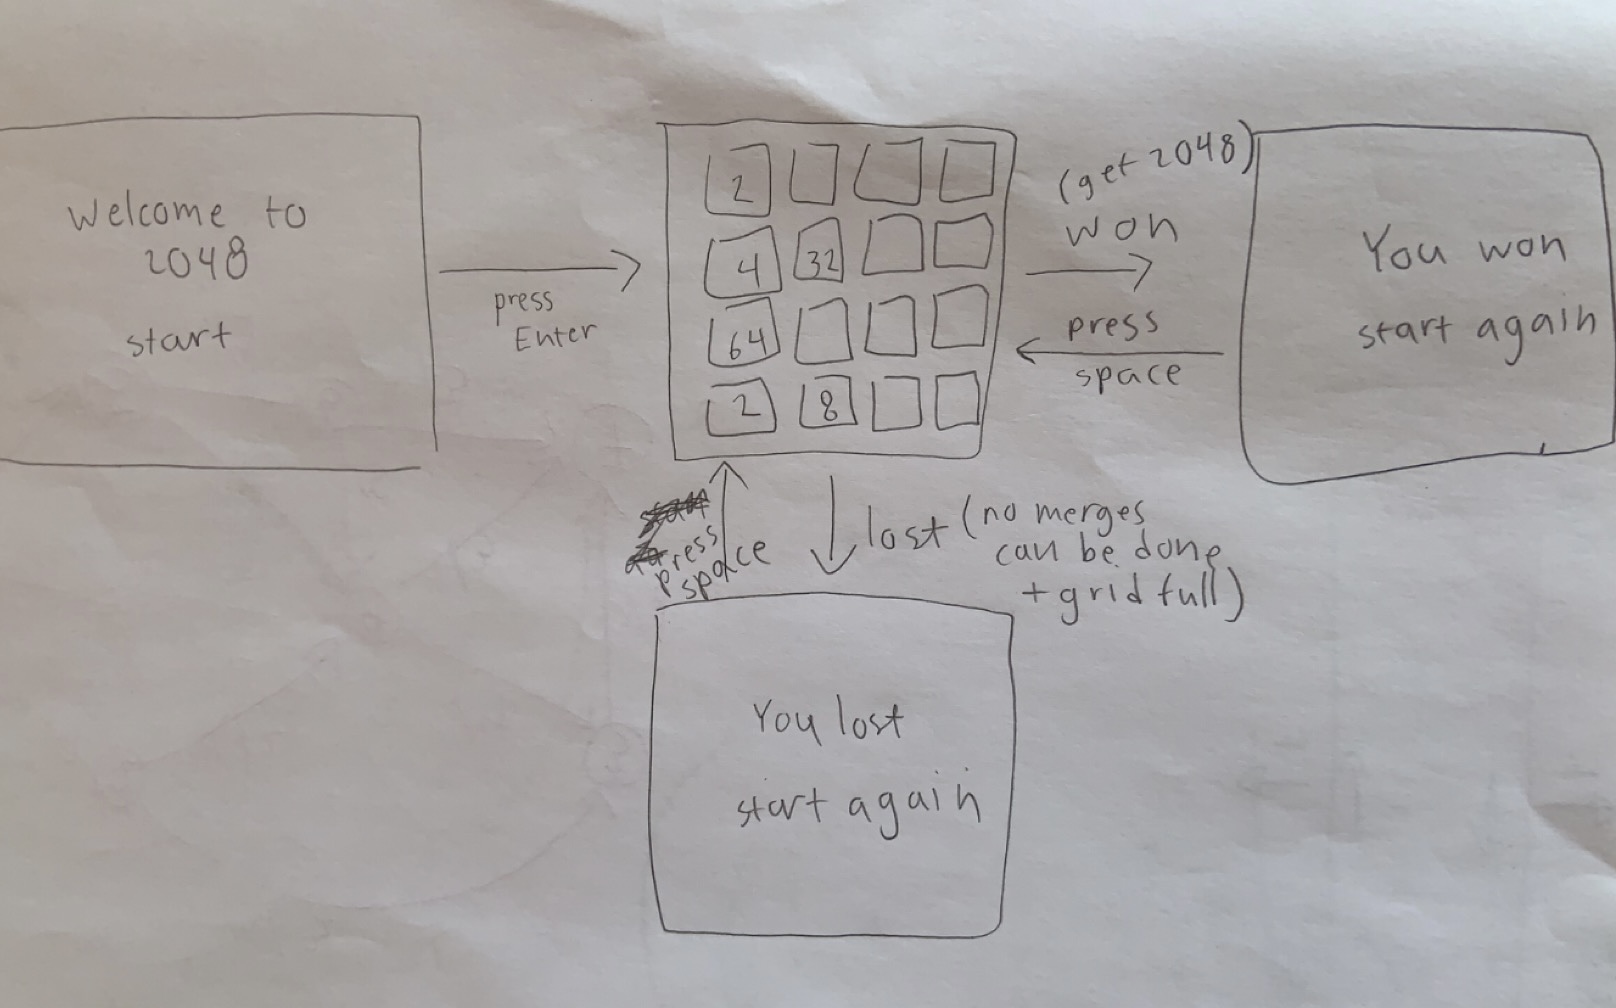 Welcome to
2048
start
press
Enter
2
4 32
64
2 8
(get 2048)
won
press
space
You won
start again
press
space
lost (no merges
can be done
+ grid full)
You lost
start again